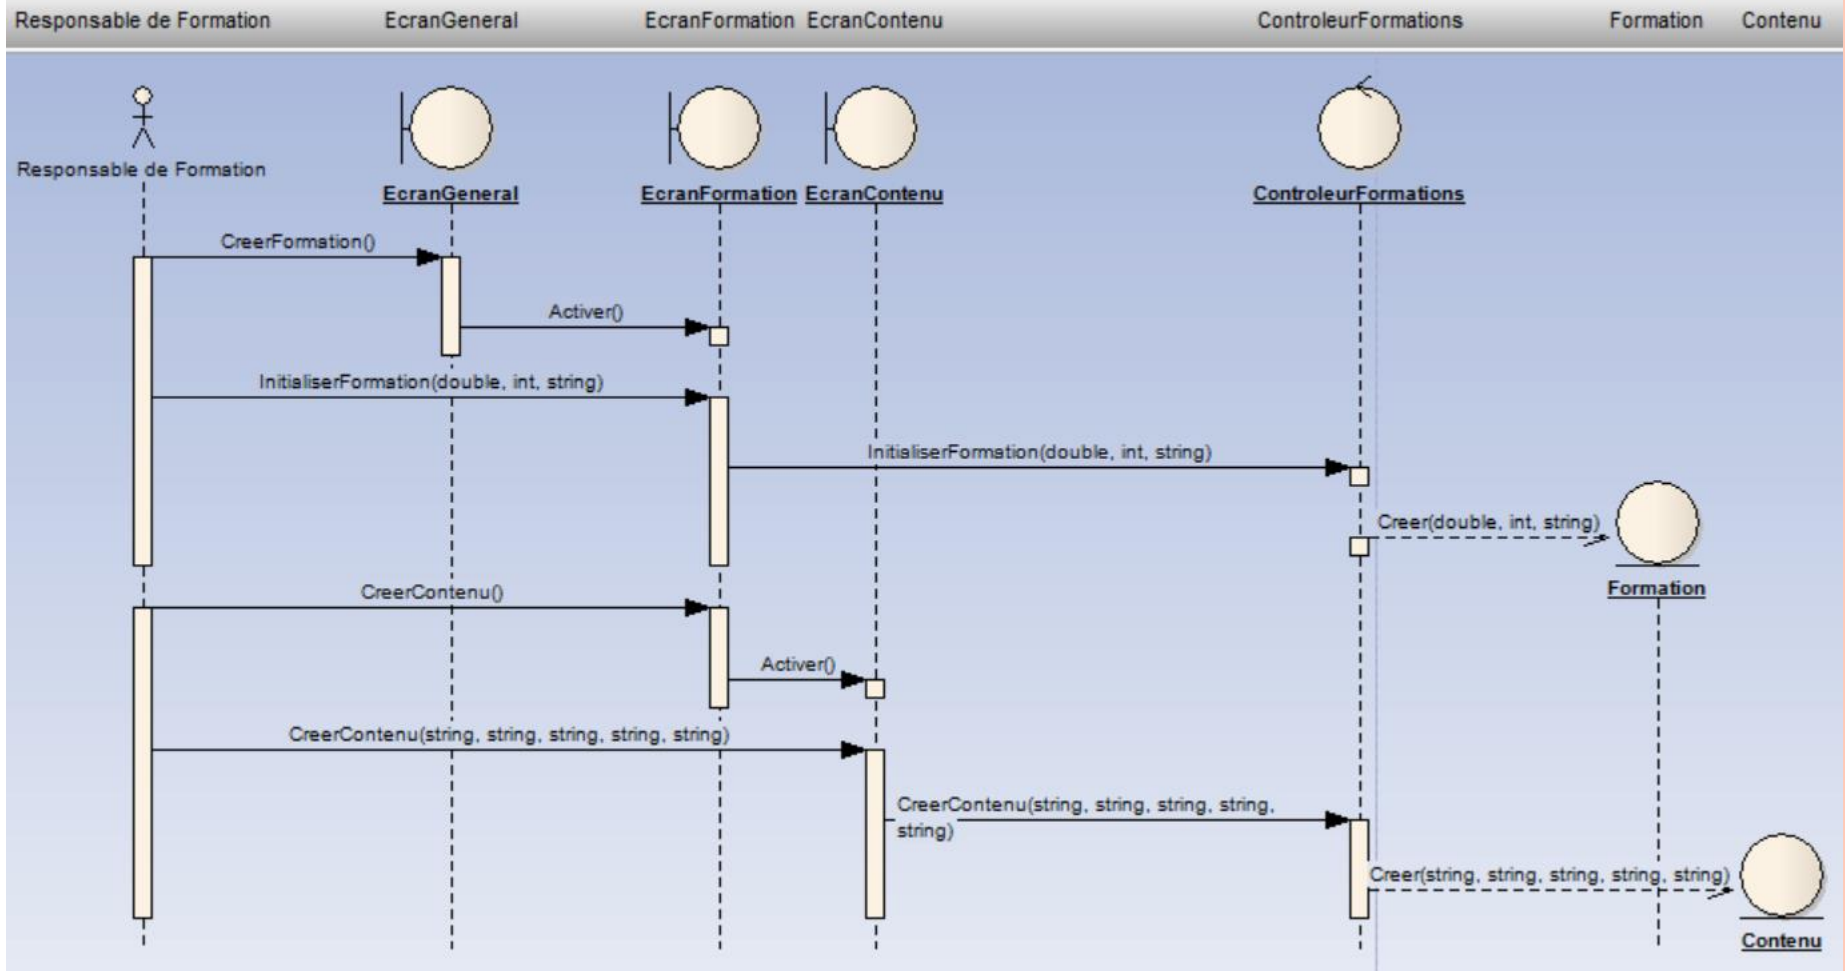 Responsable de Formation EcranGeneral EcranFormation EcranContenu ControleurFormations Formation Contenu
Responsable de Formation
EcranGeneral EcranFormation EcranContenu ControleurFormations
CreerFormation()
Activer()
InitialiserFormation(double, int, string)
InitialiserFormation(double, int, string)
Creer(double, int, string)
Formation
CreerContenu()
Activer()
CreerContenu(string, string, string, string, string)
CreerContenu(string, string, string, string,
string)
Creer(string, string, string, string, string)
Contenu